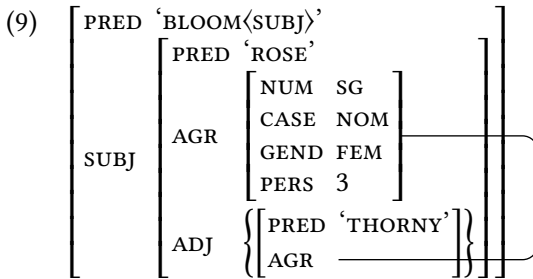 (9) PRED ‘BLOOM⟨SUBJ⟩’
PRED ‘ROSE’
NUM SG
CASE NOM
AGR
GEND FEM
SUBJ
PERS 3
PRED ‘THORNY’
ADJ
AGR